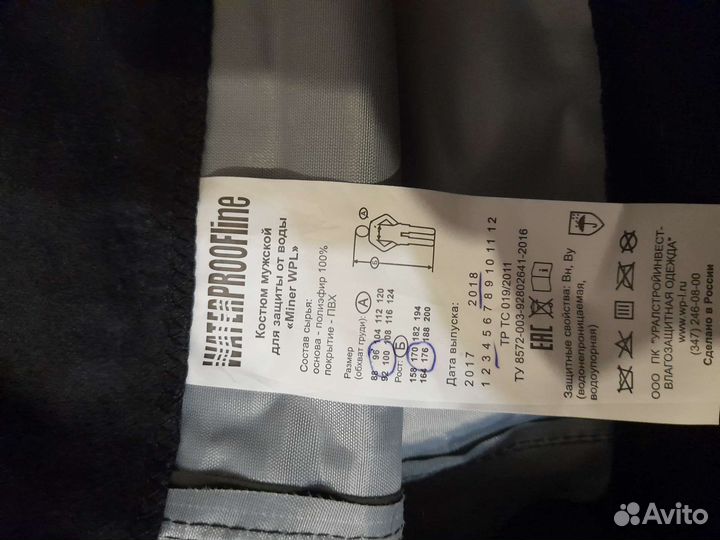 WATERPROOFline
Костюм мужской
для защиты от воды
«Miner WPL»
Состав сырья:
основа - полиэфир 100%
покрытие - ПВХ
Размер
(обхват груди): А
88 96 104 112 120
92 100 108 116 124
Рост: Б
158 170 182 194
164 176 188 200
А
Б
Дата выпуска:
2017 2018
1 2 3 4 5 6 7 8 9 10 11 12
ТР ТС 019/2011
ТУ 8572-003-92802641-2016
EAC
Защитные свойства: Вн, Ву
(водонепроницаемая,
водоупорная)
ООО ПК "УРАЛСТРОЙИНВЕСТ-
ВЛАГОЗАЩИТНАЯ ОДЕЖДА"
www.wp-l.ru
(347) 246-08-00
Сделано в России
Avito